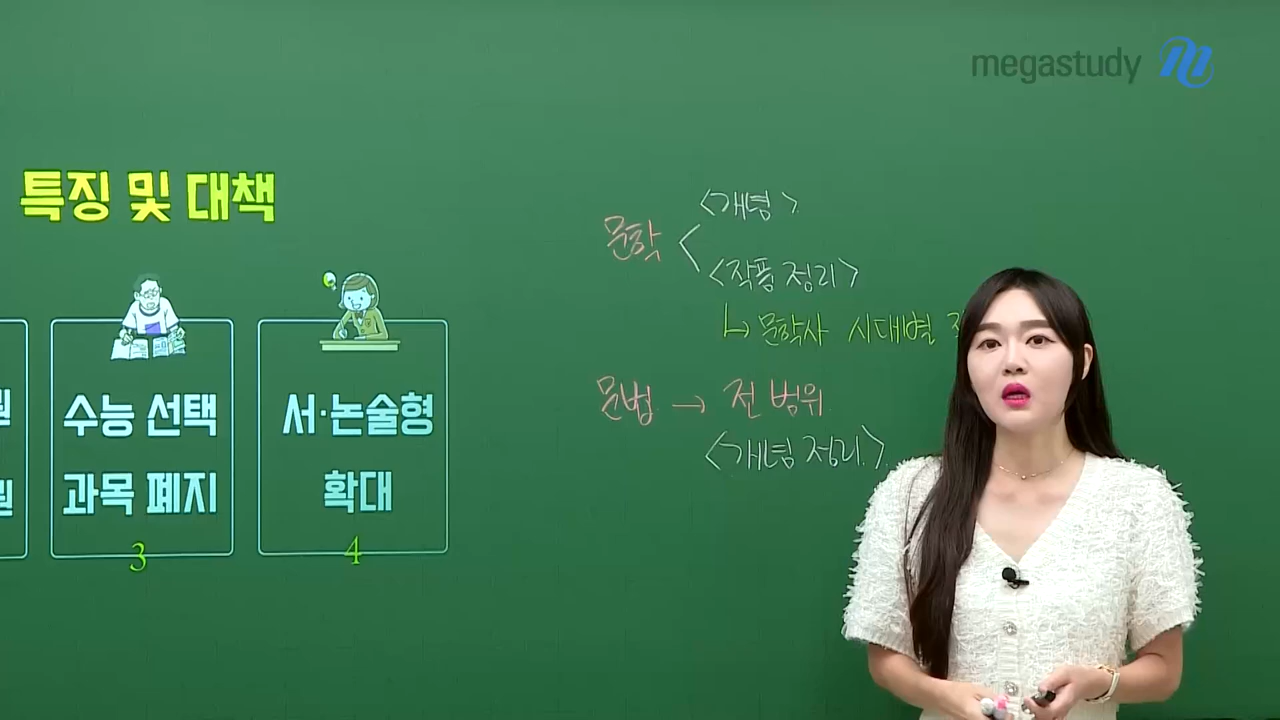 megastudy
특징 및 대책
수능 선택
과목 폐지
3
서·논술형
확대
4
문학
<개념>
<작품 정리>
↳ 문학사 시대별
문법 → 전 범위
<개념 정리>